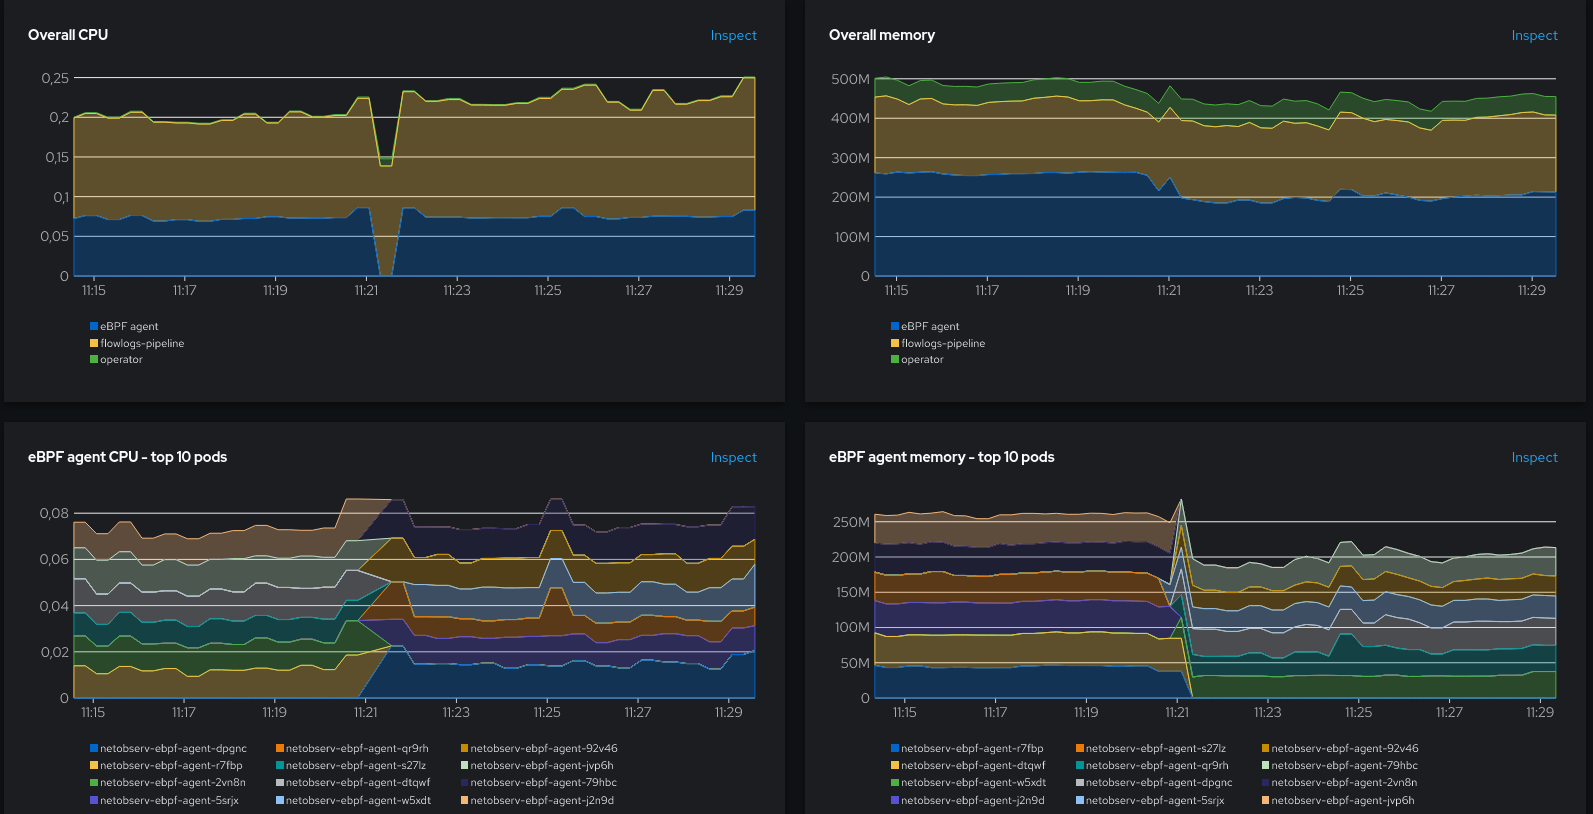 Overall CPU
Inspect
0,25
0,2
0,15
0,1
0,05
0
11:15 11:17 11:19 11:21 11:23 11:25 11:27 11:29
eBPF agent
flowlogs-pipeline
operator
Overall memory
Inspect
500M
400M
300M
200M
100M
0
11:15 11:17 11:19 11:21 11:23 11:25 11:27 11:29
eBPF agent
flowlogs-pipeline
operator
eBPF agent CPU - top 10 pods
Inspect
0,08
0,06
0,04
0,02
0
11:15 11:17 11:19 11:21 11:23 11:25 11:27 11:29
netobserv-ebpf-agent-dpgnc netobserv-ebpf-agent-qr9rh netobserv-ebpf-agent-92v46
netobserv-ebpf-agent-r7fbp netobserv-ebpf-agent-s27lz netobserv-ebpf-agent-jvp6h
netobserv-ebpf-agent-2vn8n netobserv-ebpf-agent-dtqwf netobserv-ebpf-agent-79hbc
netobserv-ebpf-agent-5srjx netobserv-ebpf-agent-w5xdt netobserv-ebpf-agent-j2n9d
eBPF agent memory - top 10 pods
Inspect
250M
200M
150M
100M
50M
0
11:15 11:17 11:19 11:21 11:23 11:25 11:27 11:29
netobserv-ebpf-agent-r7fbp netobserv-ebpf-agent-s27lz netobserv-ebpf-agent-92v46
netobserv-ebpf-agent-dtqwf netobserv-ebpf-agent-qr9rh netobserv-ebpf-agent-79hbc
netobserv-ebpf-agent-w5xdt netobserv-ebpf-agent-dpgnc netobserv-ebpf-agent-2vn8n
netobserv-ebpf-agent-j2n9d netobserv-ebpf-agent-5srjx netobserv-ebpf-agent-jvp6h